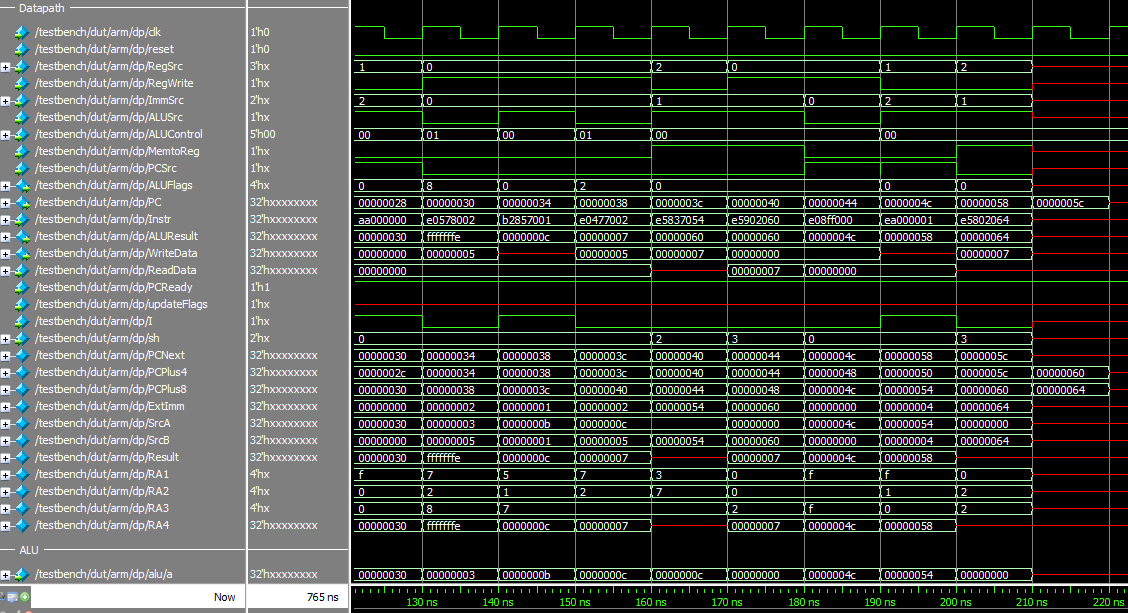 Datapath
/testbench/dut/arm/dp/clk 1'h0
/testbench/dut/arm/dp/reset 1'h0
/testbench/dut/arm/dp/RegSrc 3'hx 1 0 2 0 1 2
/testbench/dut/arm/dp/RegWrite 1'hx
/testbench/dut/arm/dp/ImmSrc 2'hx 2 0 1 0 2 1
/testbench/dut/arm/dp/ALUSrc 1'hx
/testbench/dut/arm/dp/ALUControl 5'h00 00 01 00 01 00 00
/testbench/dut/arm/dp/MemtoReg 1'hx
/testbench/dut/arm/dp/PCSrc 1'hx
/testbench/dut/arm/dp/ALUFlags 4'hx 0 8 0 2 0 0 0
/testbench/dut/arm/dp/PC 32'hxxxxxxxx 00000028 00000030 00000034 00000038 0000003c 00000040 00000044 0000004c 00000058 0000005c
/testbench/dut/arm/dp/Instr 32'hxxxxxxxx aa000000 e0578002 b2857001 e0477002 e5837054 e5902060 e08ff000 ea000001 e5802064
/testbench/dut/arm/dp/ALUResult 32'hxxxxxxxx 00000030 fffffffe 0000000c 00000007 00000060 00000060 0000004c 00000058 00000064
/testbench/dut/arm/dp/WriteData 32'hxxxxxxxx 00000000 00000005 00000005 00000007 00000000 00000007
/testbench/dut/arm/dp/ReadData 32'hxxxxxxxx 00000000 00000007 00000000
/testbench/dut/arm/dp/PCReady 1'h1
/testbench/dut/arm/dp/updateFlags 1'hx
/testbench/dut/arm/dp/I 1'hx
/testbench/dut/arm/dp/sh 2'hx 0 2 3 0 3
/testbench/dut/arm/dp/PCNext 32'hxxxxxxxx 00000030 00000034 00000038 0000003c 00000040 00000044 0000004c 00000058 0000005c
/testbench/dut/arm/dp/PCPlus4 32'hxxxxxxxx 0000002c 00000034 00000038 0000003c 00000040 00000044 00000048 00000050 0000005c 00000060
/testbench/dut/arm/dp/PCPlus8 32'hxxxxxxxx 00000030 00000038 0000003c 00000040 00000044 00000048 0000004c 00000054 00000060 00000064
/testbench/dut/arm/dp/ExtImm 32'hxxxxxxxx 00000000 00000002 00000001 00000002 00000054 00000060 00000000 00000004 00000064
/testbench/dut/arm/dp/SrcA 32'hxxxxxxxx 00000030 00000003 0000000b 0000000c 00000000 0000004c 00000054 00000000
/testbench/dut/arm/dp/SrcB 32'hxxxxxxxx 00000000 00000005 00000001 00000005 00000054 00000060 00000000 00000004 00000064
/testbench/dut/arm/dp/Result 32'hxxxxxxxx 00000030 fffffffe 0000000c 00000007 00000007 0000004c 00000058
/testbench/dut/arm/dp/RA1 4'hx f 7 5 7 3 0 f f 0
/testbench/dut/arm/dp/RA2 4'hx 0 2 1 2 7 0 1 2
/testbench/dut/arm/dp/RA3 4'hx 0 8 7 2 f 0 2
/testbench/dut/arm/dp/RA4 32'hxxxxxxxx 00000030 fffffffe 0000000c 00000007 00000007 0000004c 00000058
ALU
/testbench/dut/arm/dp/alu/a 32'hxxxxxxxx 00000030 00000003 0000000b 0000000c 0000000c 00000000 0000004c 00000054 00000000
Now 765 ns 130 ns 140 ns 150 ns 160 ns 170 ns 180 ns 190 ns 200 ns 210 ns 220 ns